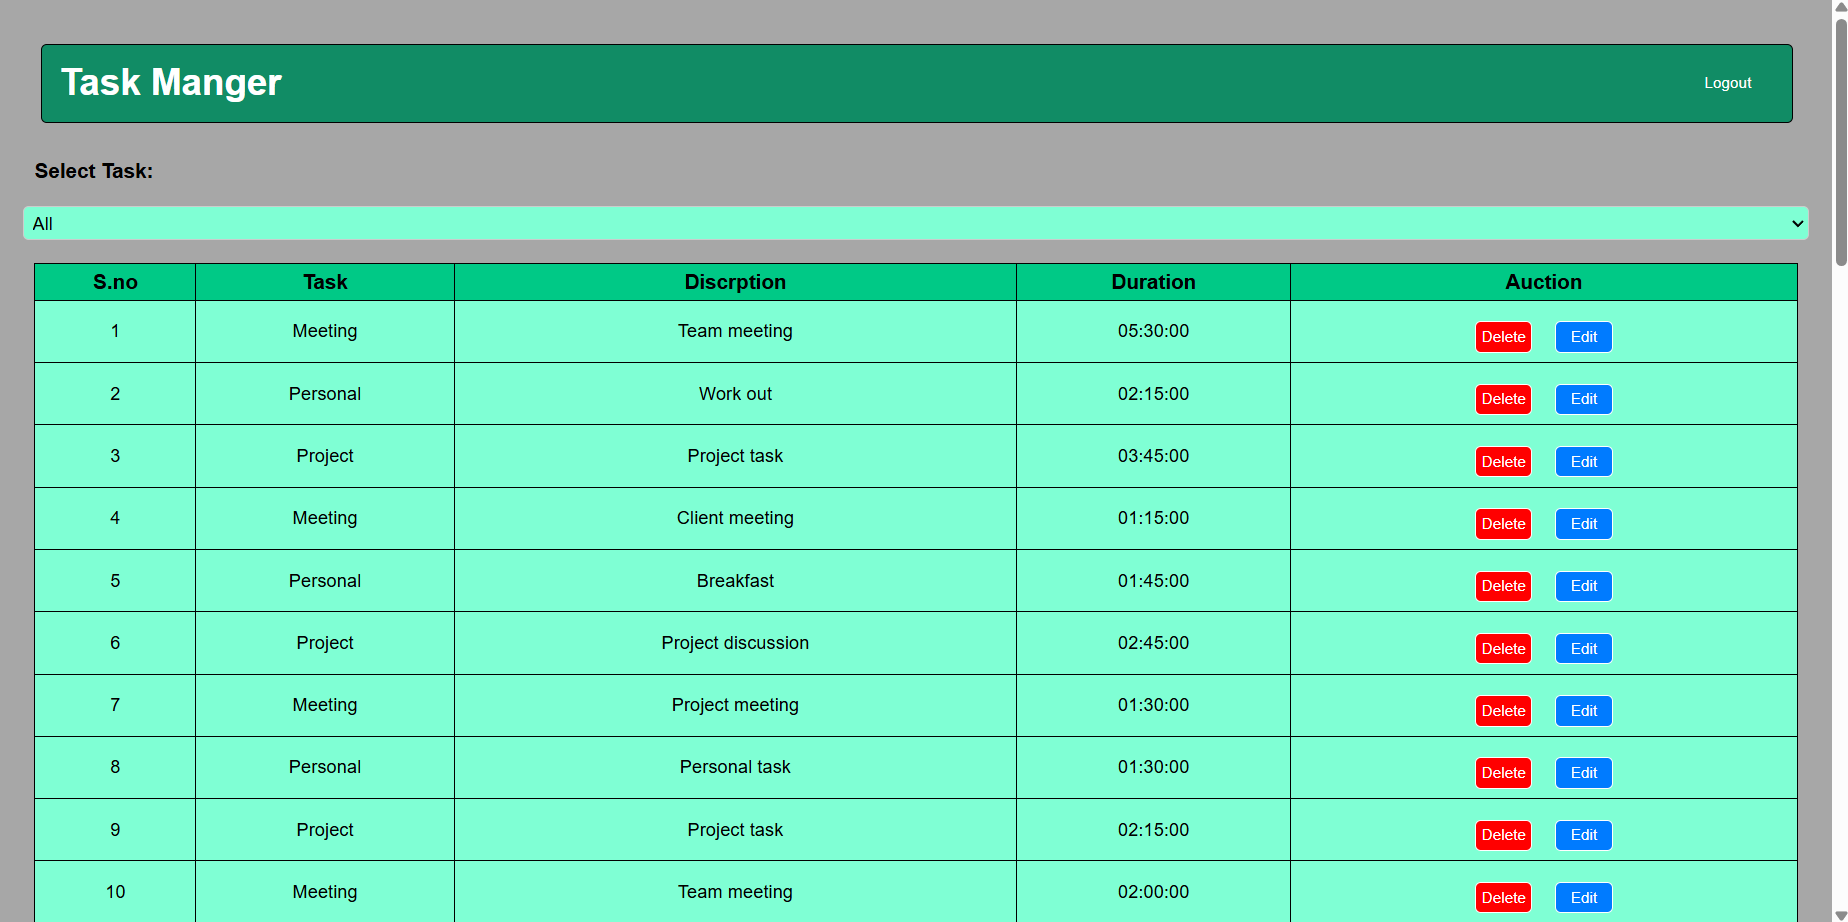 Task Manger
Logout
Select Task:
All
S.no Task Discrption Duration Auction
1 Meeting Team meeting 05:30:00 Delete Edit
2 Personal Work out 02:15:00 Delete Edit
3 Project Project task 03:45:00 Delete Edit
4 Meeting Client meeting 01:15:00 Delete Edit
5 Personal Breakfast 01:45:00 Delete Edit
6 Project Project discussion 02:45:00 Delete Edit
7 Meeting Project meeting 01:30:00 Delete Edit
8 Personal Personal task 01:30:00 Delete Edit
9 Project Project task 02:15:00 Delete Edit
10 Meeting Team meeting 02:00:00 Delete Edit